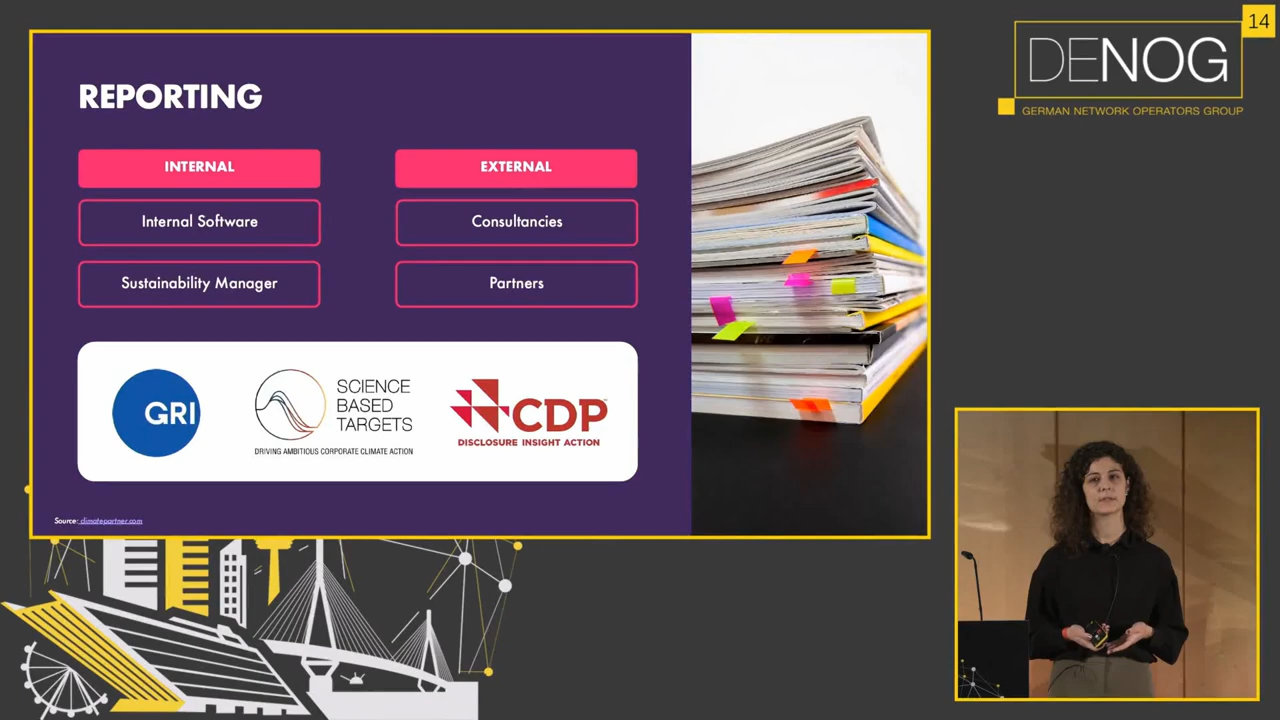 REPORTING
INTERNAL
EXTERNAL
Internal Software
Consultancies
Sustainability Manager
Partners
GRI
SCIENCE
BASED
TARGETS
DRIVING AMBITIOUS CORPORATE CLIMATE ACTION
CDP
DISCLOSURE INSIGHT ACTION
Source: climatepartner.com
14
DENOG
GERMAN NETWORK OPERATORS GROUP